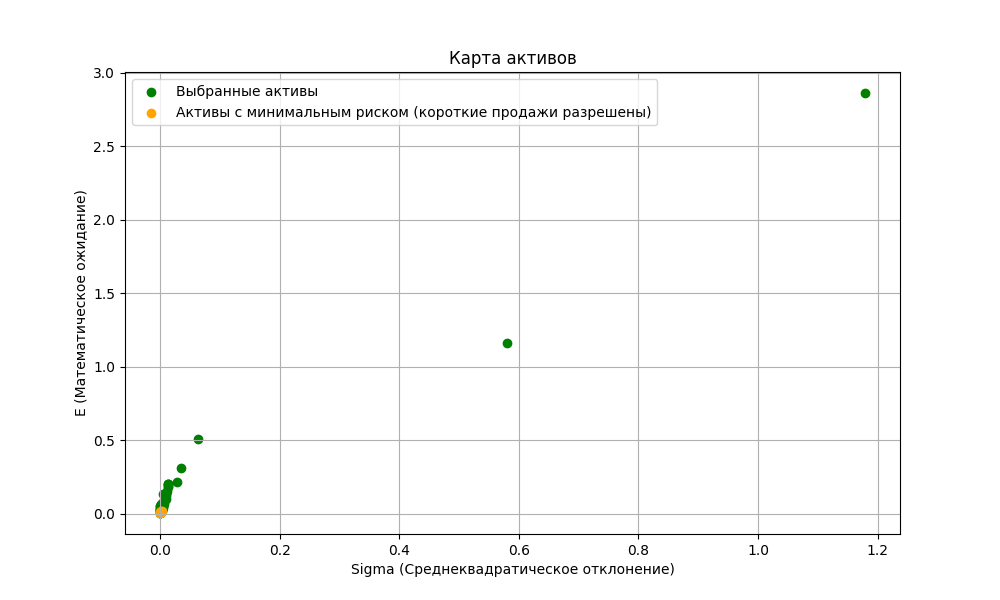 Карта активов
3.0
Выбранные активы
Активы с минимальным риском (короткие продажи разрешены)
2.5
2.0
1.5
1.0
0.5
0.0
E (Математическое ожидание)
0.0 0.2 0.4 0.6 0.8 1.0 1.2
Sigma (Среднеквадратическое отклонение)